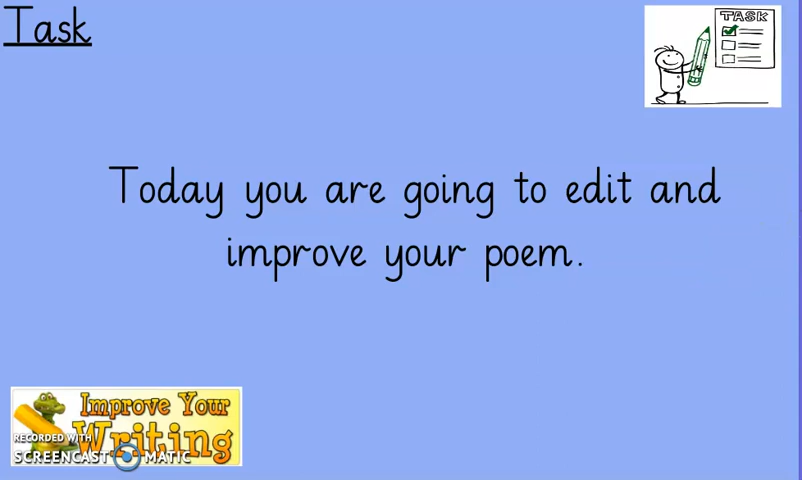 Task
TASK
Today you are going to edit and
improve your poem.
Improve Your
Writing
RECORDED WITH
SCREENCAST MATIC